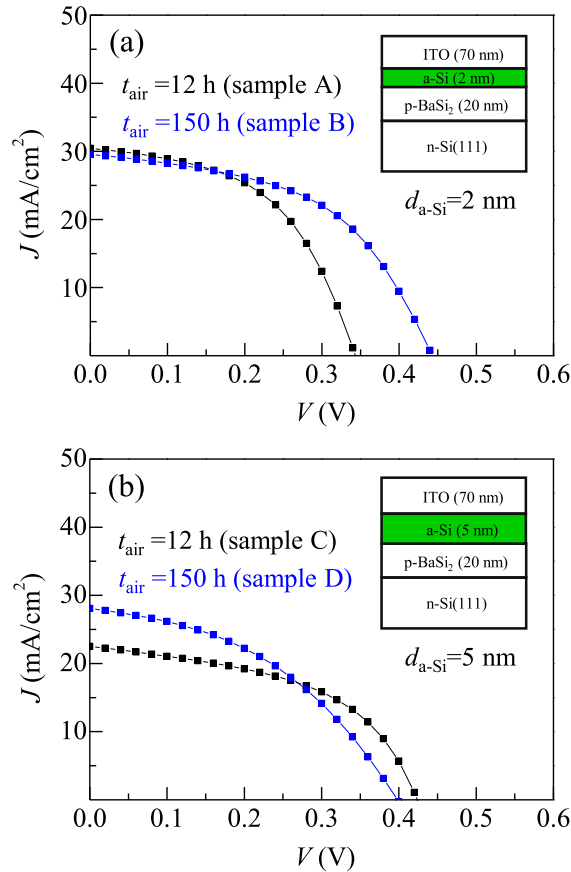 (a)
t_air =12 h (sample A)
t_air =150 h (sample B)
ITO (70 nm)
a-Si (2 nm)
p-BaSi₂ (20 nm)
n-Si(111)
d_a-Si=2 nm
50
40
30
20
10
J (mA/cm²)
0.0 0.1 0.2 0.3 0.4 0.5 0.6
V (V)
(b)
t_air =12 h (sample C)
t_air =150 h (sample D)
ITO (70 nm)
a-Si (5 nm)
p-BaSi₂ (20 nm)
n-Si(111)
d_a-Si=5 nm
50
40
30
20
10
J (mA/cm²)
0.0 0.1 0.2 0.3 0.4 0.5 0.6
V (V)